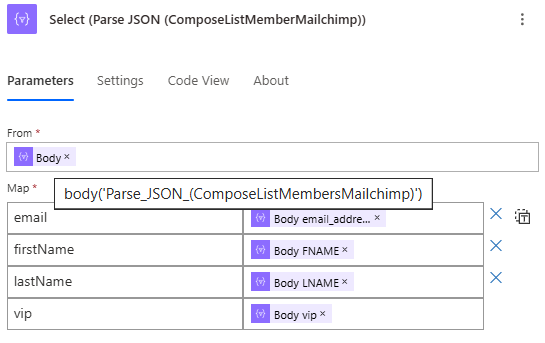 Select (Parse JSON (ComposeListMemberMailchimp))
Parameters Settings Code View About
From *
Body ×
Map *
body('Parse_JSON_(ComposeListMembersMailchimp)')
email Body email_addre... ×
firstName Body FNAME ×
lastName Body LNAME ×
vip Body vip ×